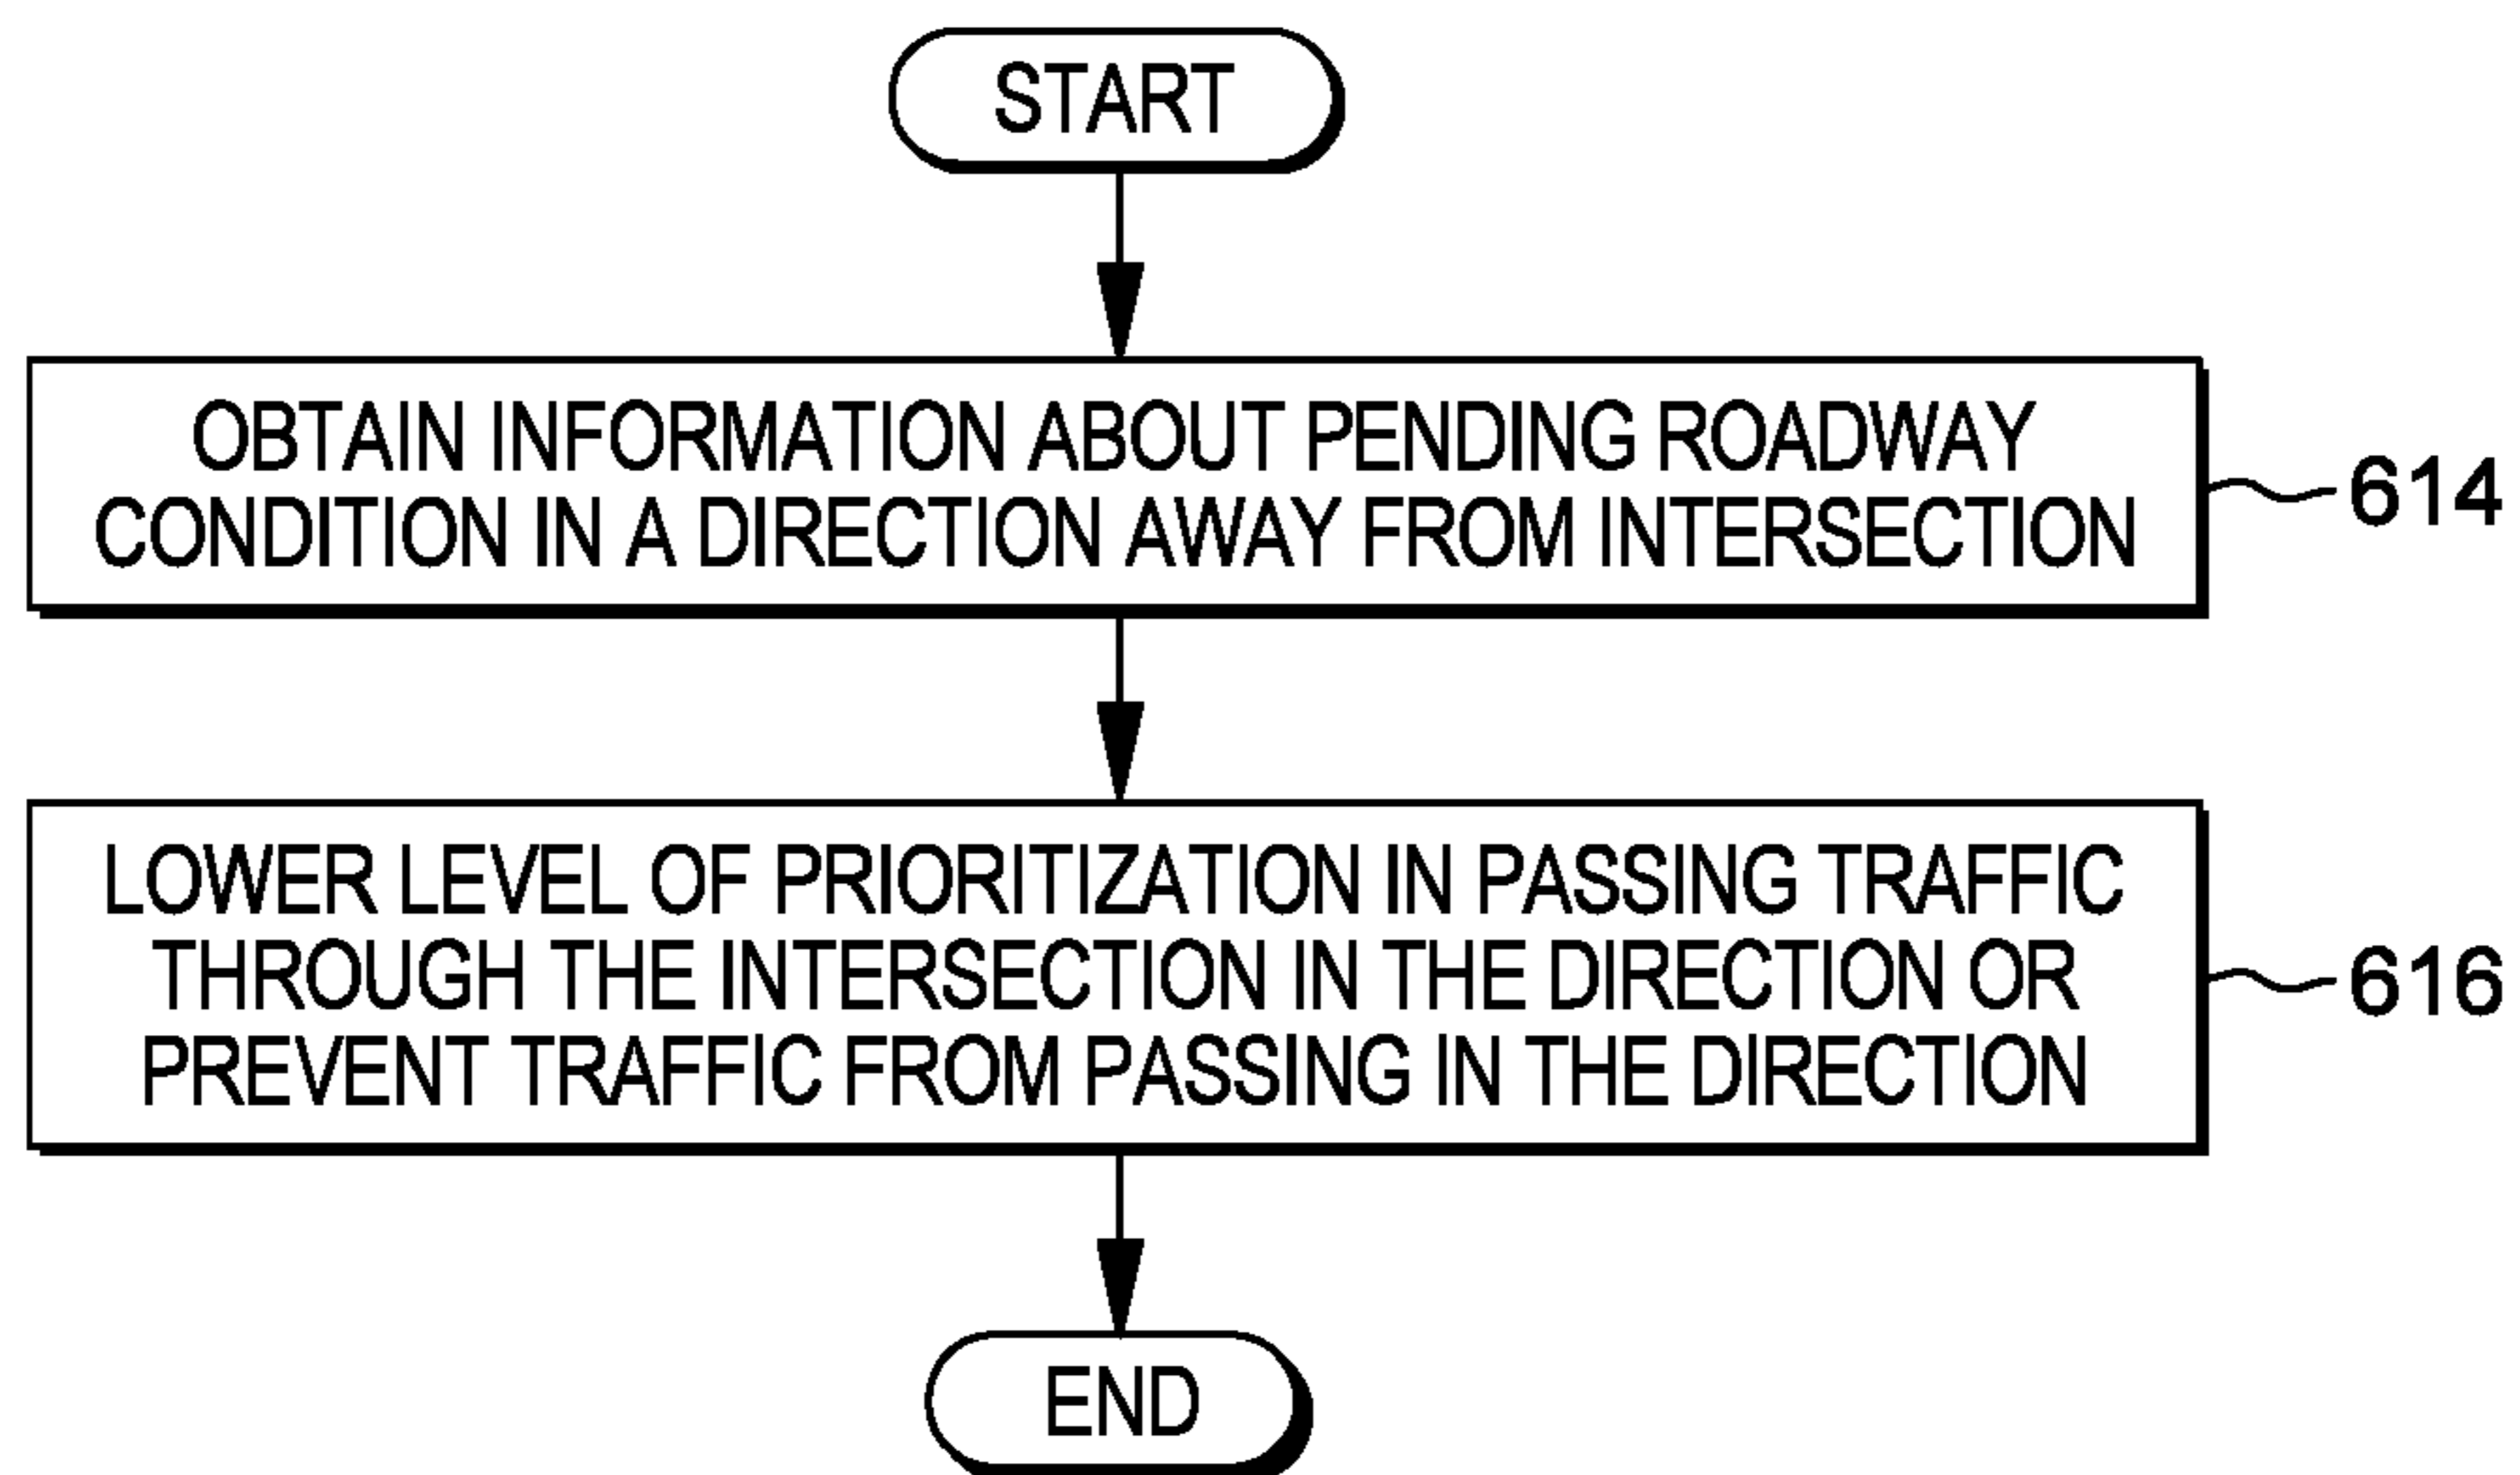 START
OBTAIN INFORMATION ABOUT PENDING ROADWAY
CONDITION IN A DIRECTION AWAY FROM INTERSECTION
614
LOWER LEVEL OF PRIORITIZATION IN PASSING TRAFFIC
THROUGH THE INTERSECTION IN THE DIRECTION OR
PREVENT TRAFFIC FROM PASSING IN THE DIRECTION
616
END